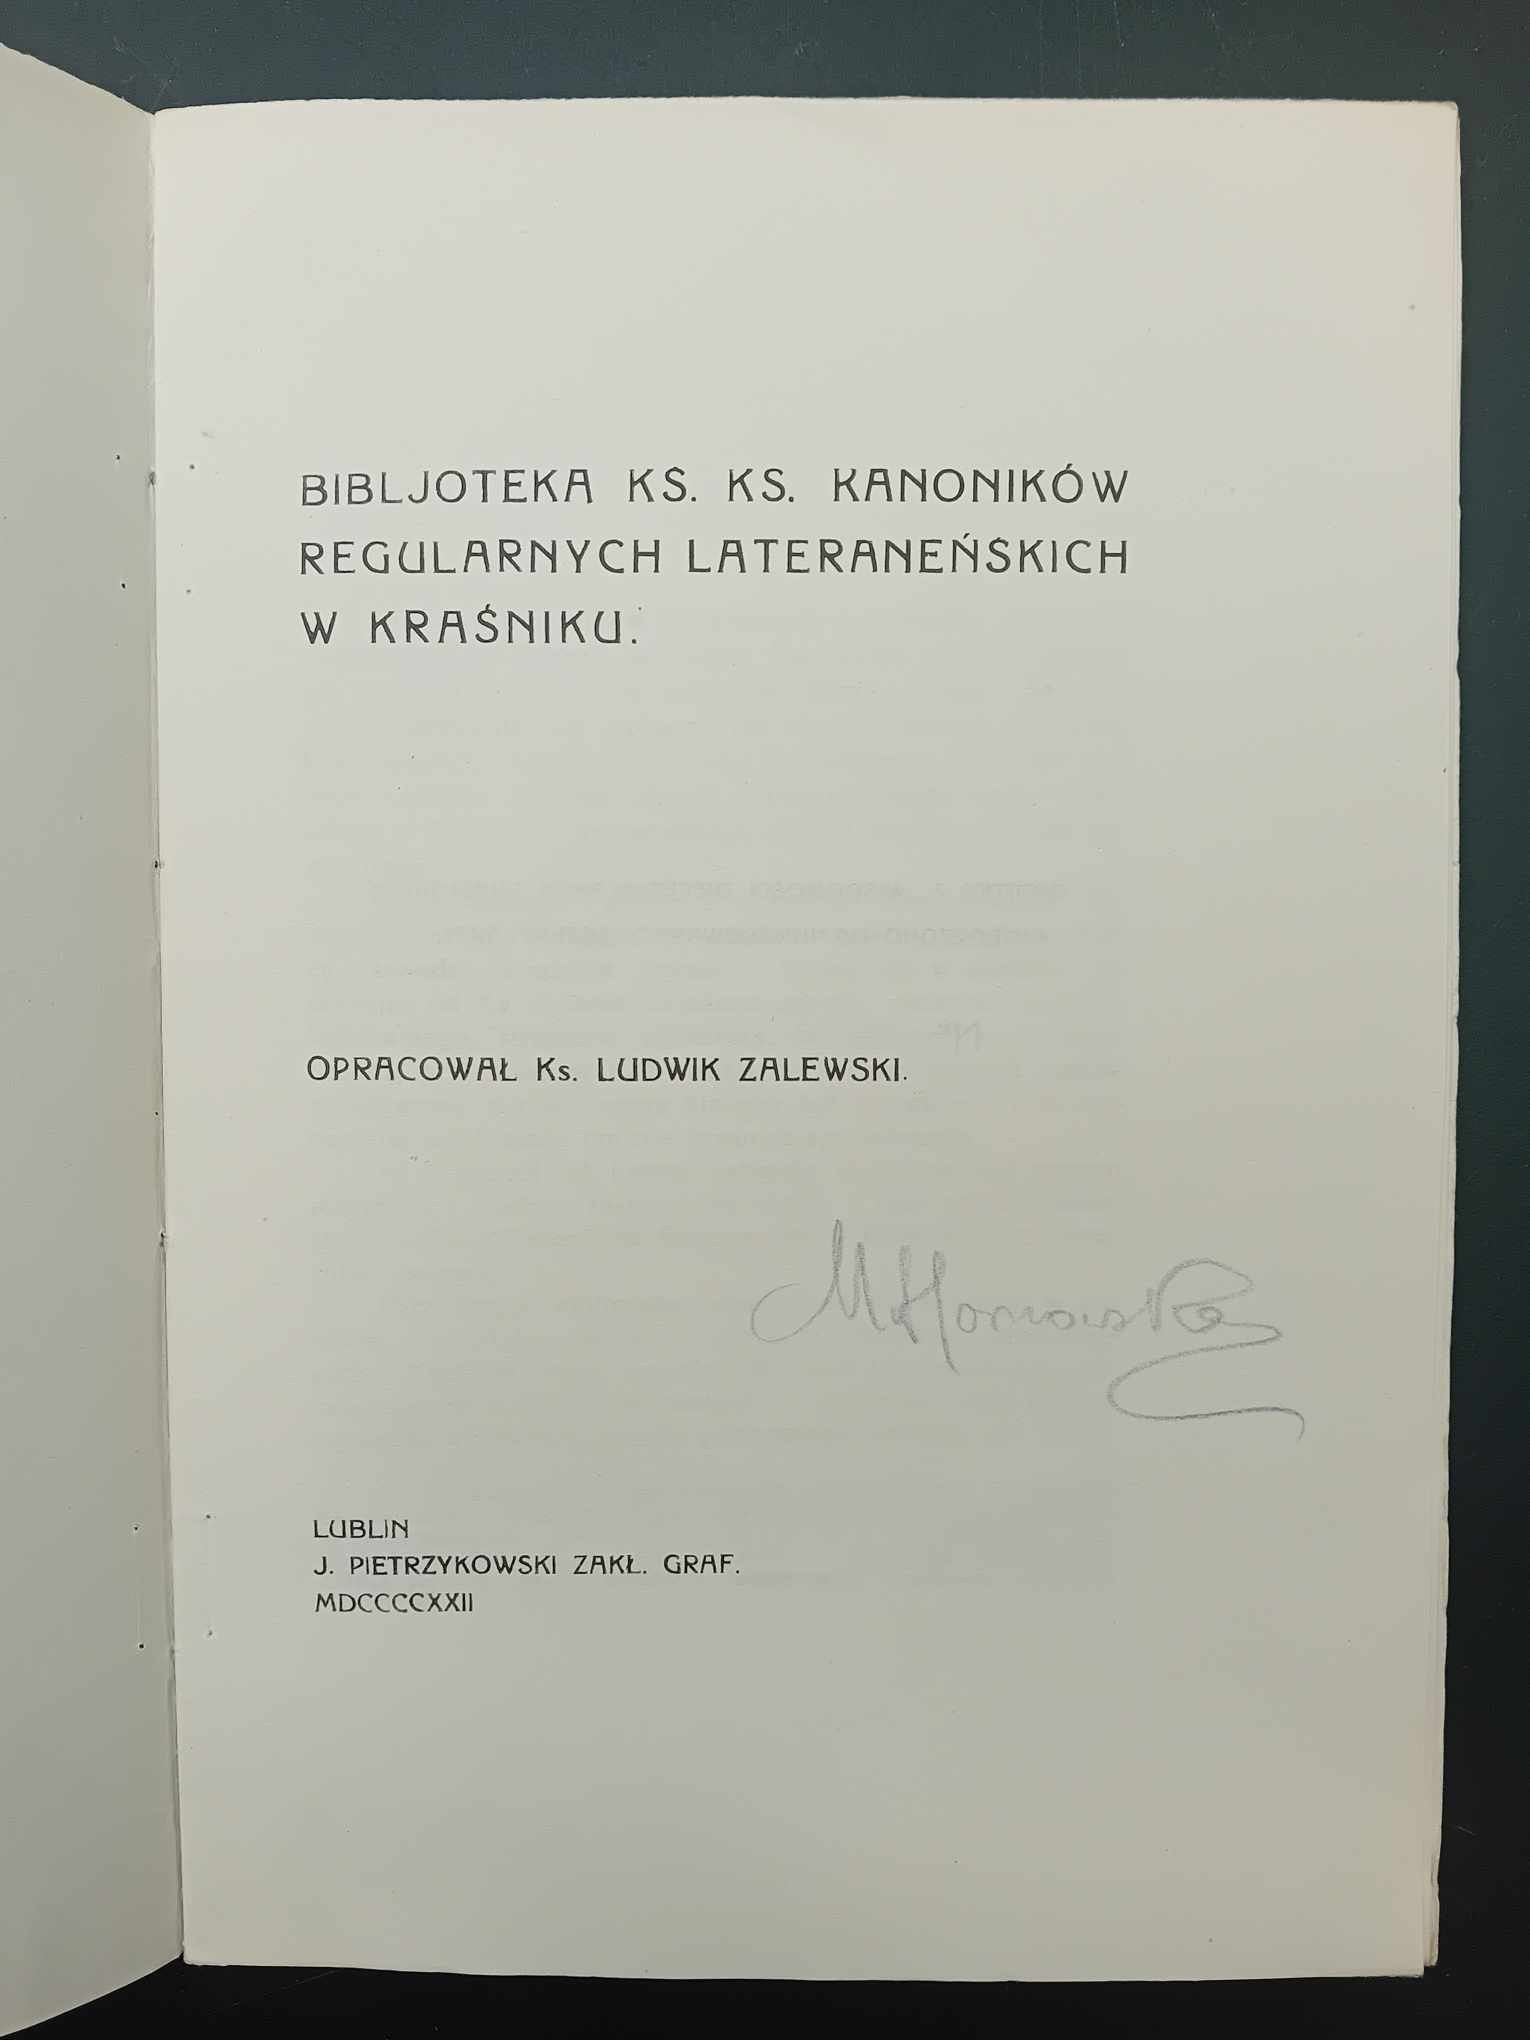 BIBLJOTEKA KS. KS. KANONIKÓW
REGULARNYCH LATERANEŃSKICH
W KRAŚNIKU.
OPRACOWAŁ Ks. LUDWIK ZALEWSKI.
LUBLIN
J. PIETRZYKOWSKI ZAKŁ. GRAF.
MDCCCCXXII